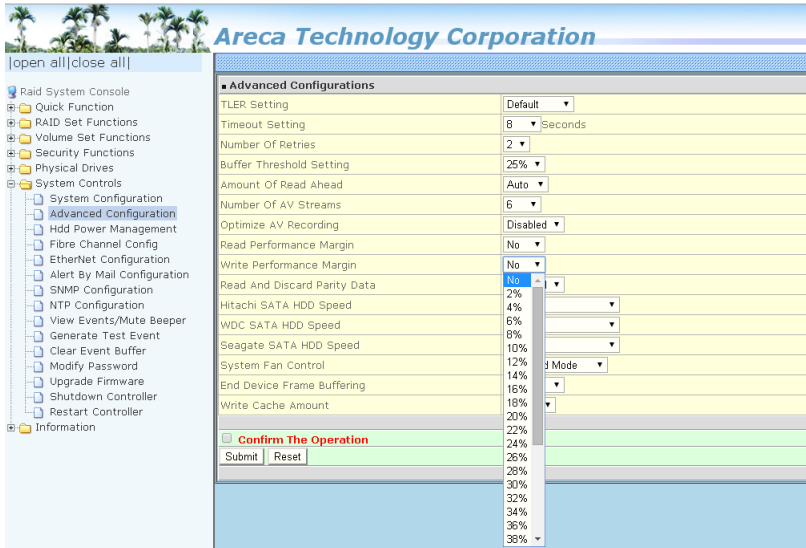 Areca Technology Corporation
|open all|close all|
Raid System Console
Quick Function
RAID Set Functions
Volume Set Functions
Security Functions
Physical Drives
System Controls
System Configuration
Advanced Configuration
Hdd Power Management
Fibre Channel Config
EtherNet Configuration
Alert By Mail Configuration
SNMP Configuration
NTP Configuration
View Events/Mute Beeper
Generate Test Event
Clear Event Buffer
Modify Password
Upgrade Firmware
Shutdown Controller
Restart Controller
Information
Advanced Configurations
TLER Setting Default
Timeout Setting 8 Seconds
Number Of Retries 2
Buffer Threshold Setting 25%
Amount Of Read Ahead Auto
Number Of AV Streams 6
Optimize AV Recording Disabled
Read Performance Margin No
Write Performance Margin No
Read And Discard Parity Data
Hitachi SATA HDD Speed
WDC SATA HDD Speed
Seagate SATA HDD Speed
System Fan Control d Mode
End Device Frame Buffering
Write Cache Amount
No
2%
4%
6%
8%
10%
12%
14%
16%
18%
20%
22%
24%
26%
28%
30%
32%
34%
36%
38%
Confirm The Operation
Submit Reset